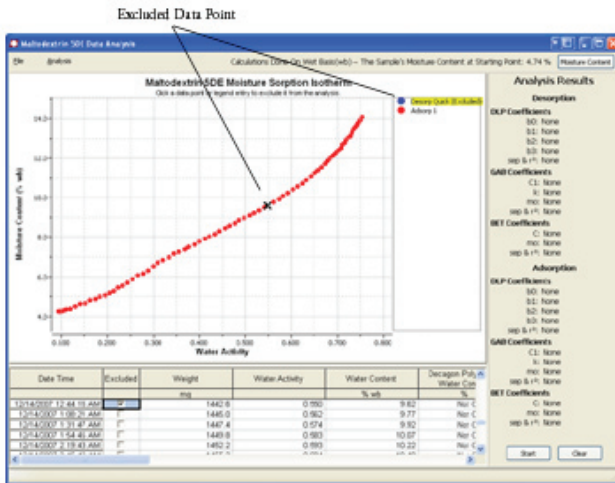 Excluded Data Point
Maltodextrin SDE Data Analysis
File Analysis
Calculations Done On Wet Basis(wb) -- The Sample's Moisture Content at Starting Point: 4.74 %
Moisture Content
Maltodextrin SDE Moisture Sorption Isotherm
Click a data point or legend entry to exclude it from the analysis.
Desorp Quick (Excluded)
Adsorp 1
Moisture Content (% wb)
14.0
12.0
10.0
8.0
6.0
4.0
0.100 0.200 0.300 0.400 0.500 0.600 0.700 0.800
Water Activity
Analysis Results
Desorption
DLP Coefficients
b0: None
b1: None
b2: None
b3: None
sep & r²: None
GAB Coefficients
C1: None
k: None
mo: None
sep & r²: None
BET Coefficients
C: None
mo: None
sep & r²: None
Adsorption
DLP Coefficients
b0: None
b1: None
b2: None
b3: None
sep & r²: None
GAB Coefficients
C1: None
k: None
mo: None
sep & r²: None
BET Coefficients
C: None
mo: None
sep & r²: None
Start Clear
Date Time Excluded Weight Water Activity Water Content Decagon Poly
Water Con
mg % wb %
12/14/2007 12:44:19 AM 1442.6 0.550 9.62 Not C
12/14/2007 1:08:21 AM 1445.0 0.562 9.77 Not C
12/14/2007 1:31:47 AM 1447.4 0.574 9.92 Not C
12/14/2007 1:54:46 AM 1449.8 0.583 10.07 Not C
12/14/2007 2:19:43 AM 1452.2 0.593 10.22 Not C